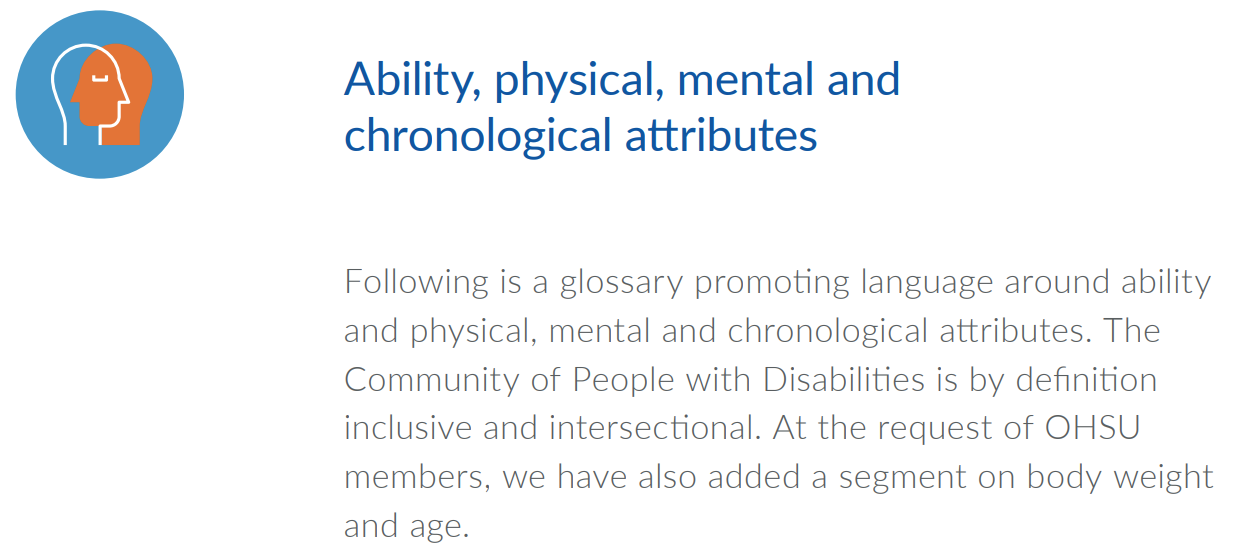 Ability, physical, mental and
chronological attributes
Following is a glossary promoting language around ability
and physical, mental and chronological attributes. The
Community of People with Disabilities is by definition
inclusive and intersectional. At the request of OHSU
members, we have also added a segment on body weight
and age.